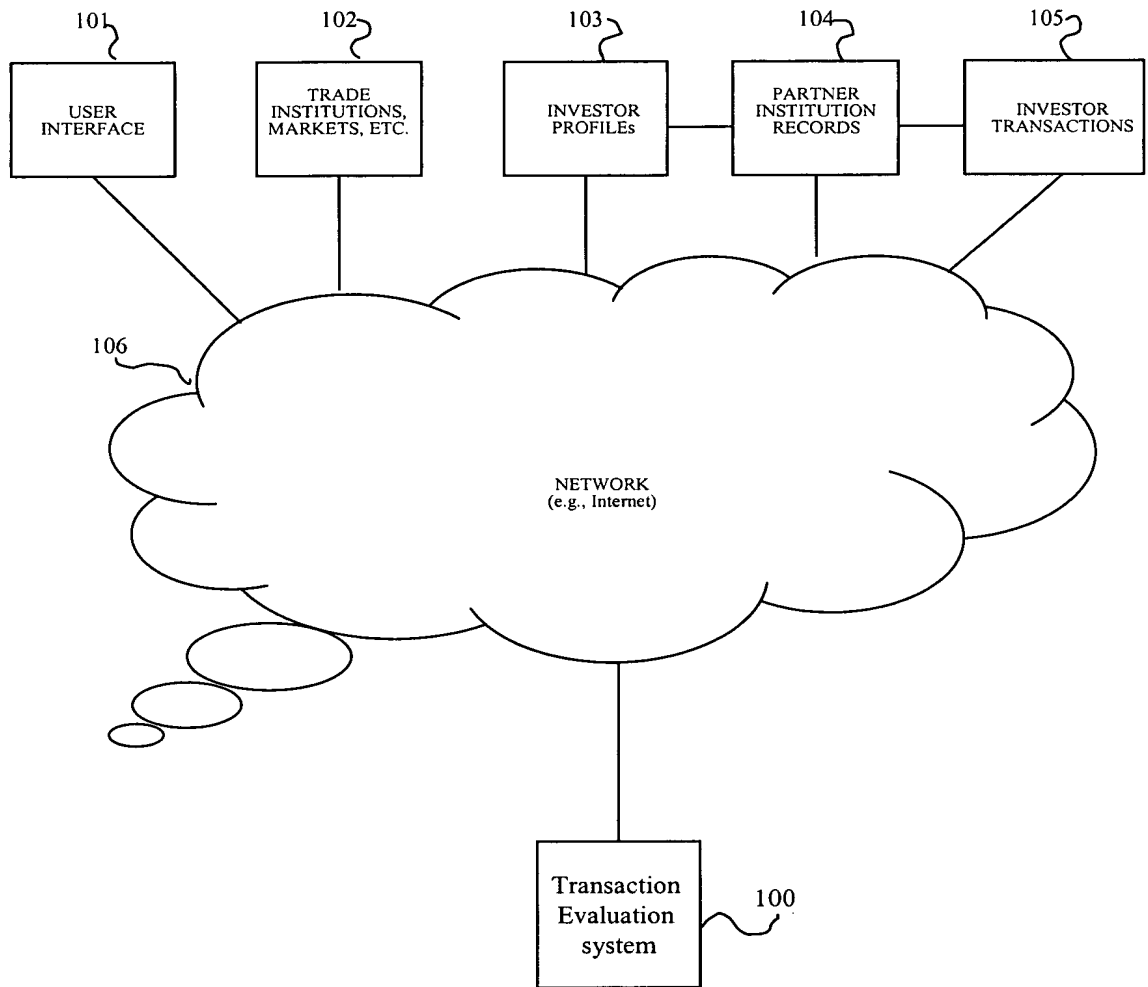 101
102
103
104
105
USER
INTERFACE
TRADE
INSTITUTIONS,
MARKETS, ETC.
INVESTOR
PROFILEs
PARTNER
INSTITUTION
RECORDS
INVESTOR
TRANSACTIONS
106
NETWORK
(e.g., Internet)
Transaction
Evaluation
system
100